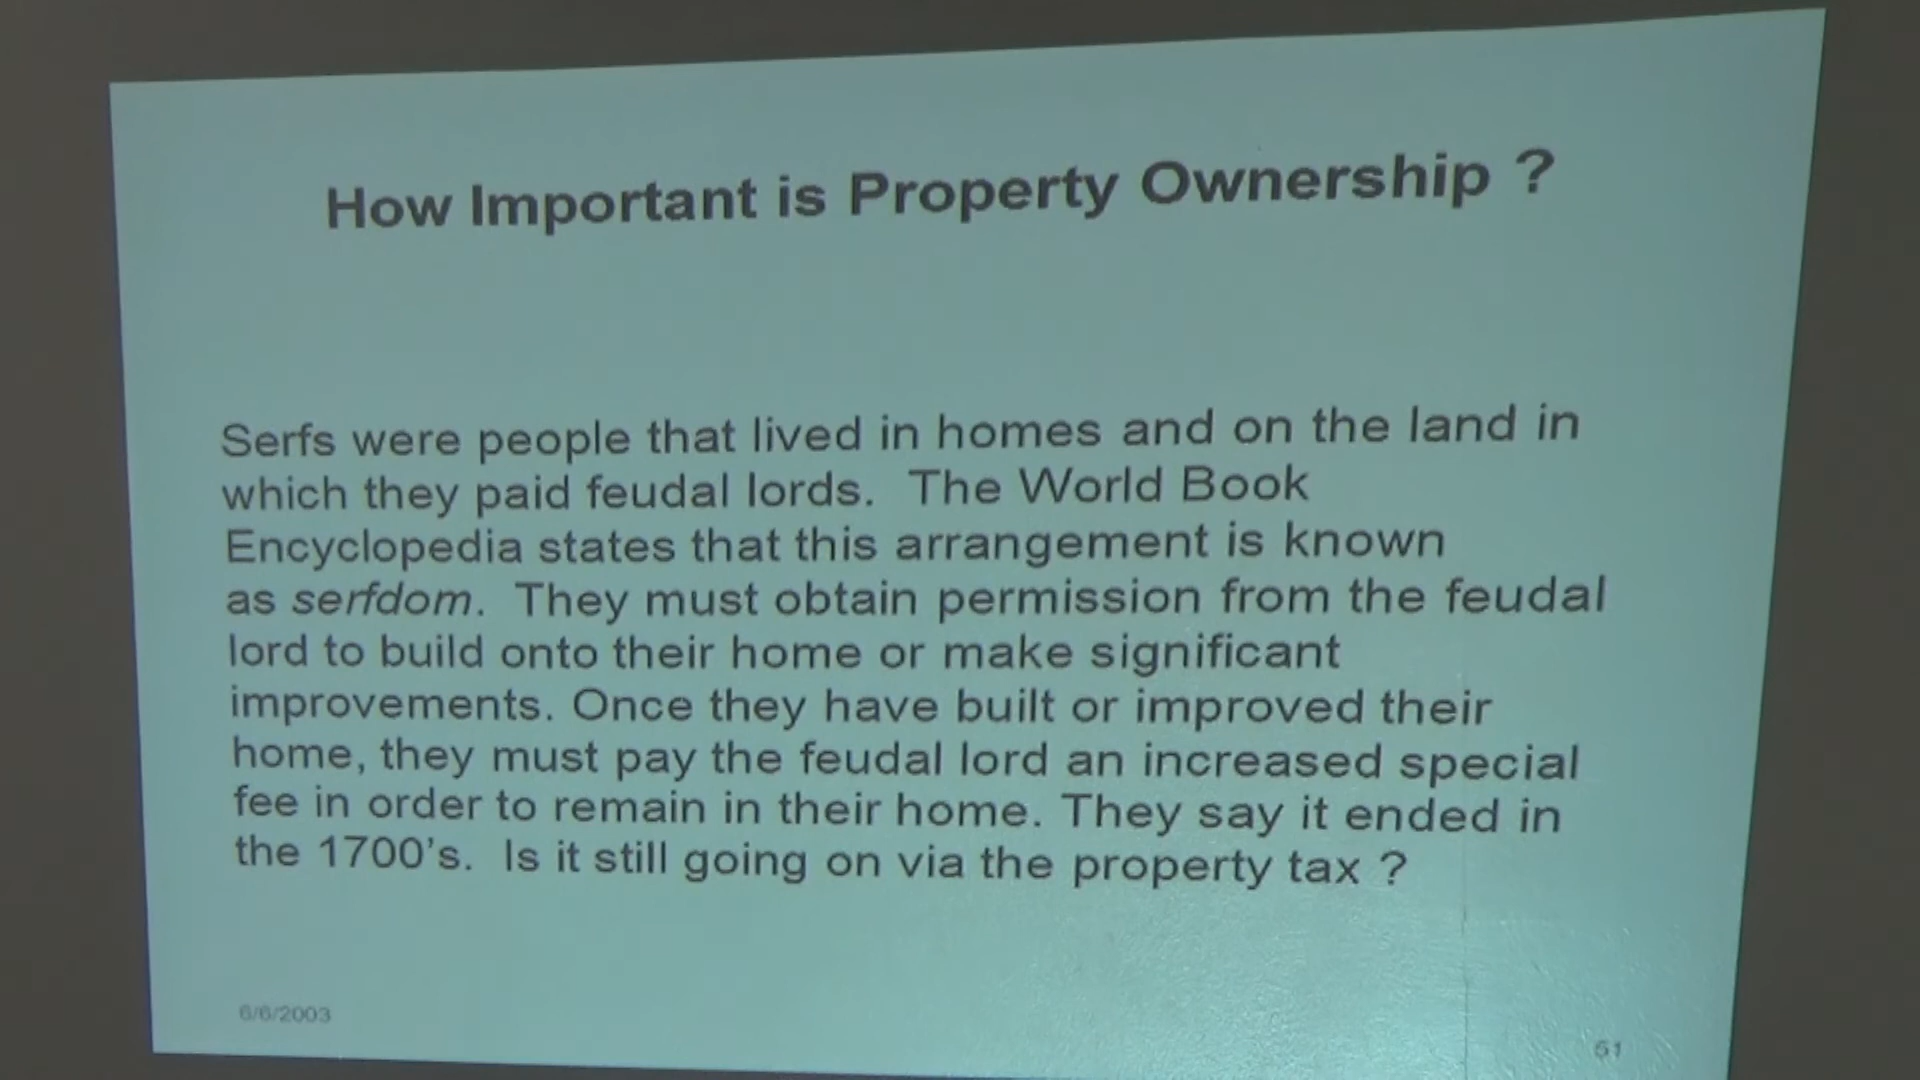 How Important is Property Ownership ?
Serfs were people that lived in homes and on the land in
which they paid feudal lords.  The World Book
Encyclopedia states that this arrangement is known
as serfdom.  They must obtain permission from the feudal
lord to build onto their home or make significant
improvements. Once they have built or improved their
home, they must pay the feudal lord an increased special
fee in order to remain in their home. They say it ended in
the 1700's.  Is it still going on via the property tax ?
6/6/2003
51